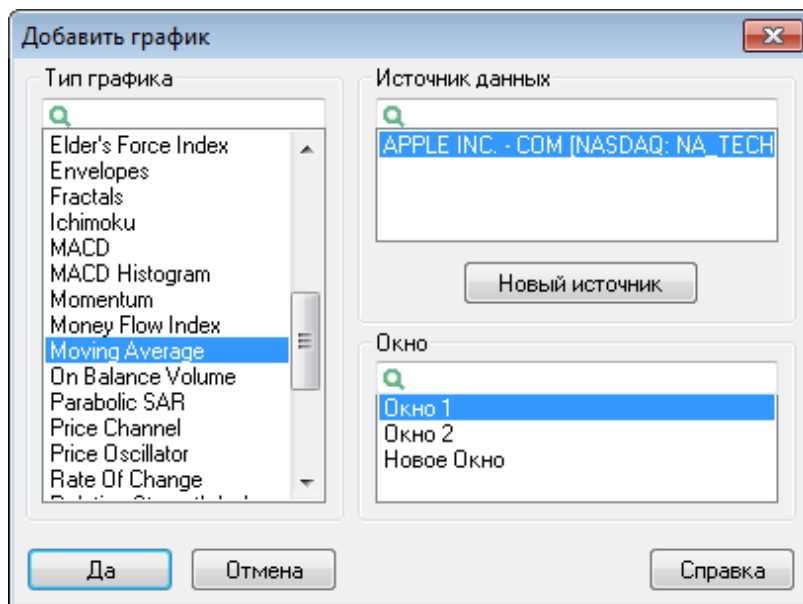 Добавить график
Тип графика
Elder's Force Index
Envelopes
Fractals
Ichimoku
MACD
MACD Histogram
Momentum
Money Flow Index
Moving Average
On Balance Volume
Parabolic SAR
Price Channel
Price Oscillator
Rate Of Change
Источник данных
APPLE INC. - COM [NASDAQ: NA_TECH
Новый источник
Окно
Окно 1
Окно 2
Новое Окно
Да
Отмена
Справка